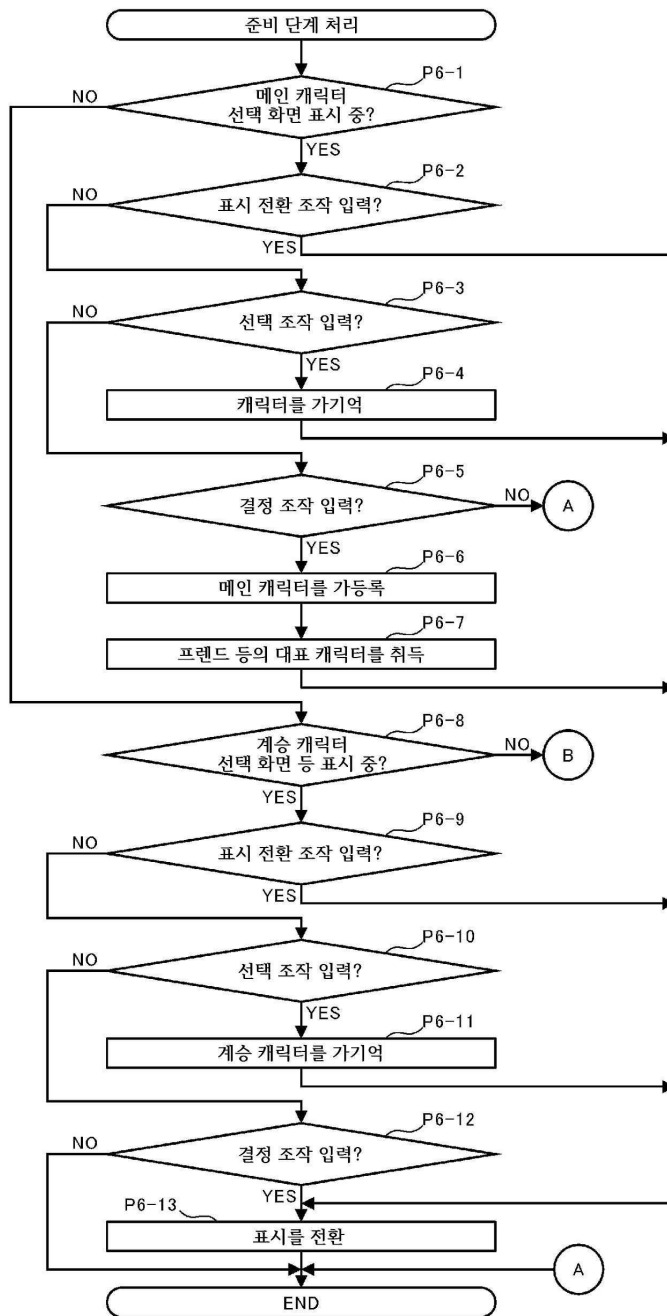 준비 단계 처리
P6-1
NO
메인 캐릭터
선택 화면 표시 중?
YES
P6-2
NO
표시 전환 조작 입력?
YES
P6-3
NO
선택 조작 입력?
YES
P6-4
캐릭터를 가기억
P6-5
결정 조작 입력?
NO
A
YES
P6-6
메인 캐릭터를 가등록
P6-7
프렌드 등의 대표 캐릭터를 취득
P6-8
계승 캐릭터
선택 화면 등 표시 중?
NO
B
YES
P6-9
NO
표시 전환 조작 입력?
YES
P6-10
NO
선택 조작 입력?
YES
P6-11
계승 캐릭터를 가기억
P6-12
NO
결정 조작 입력?
YES
P6-13
표시를 전환
A
END